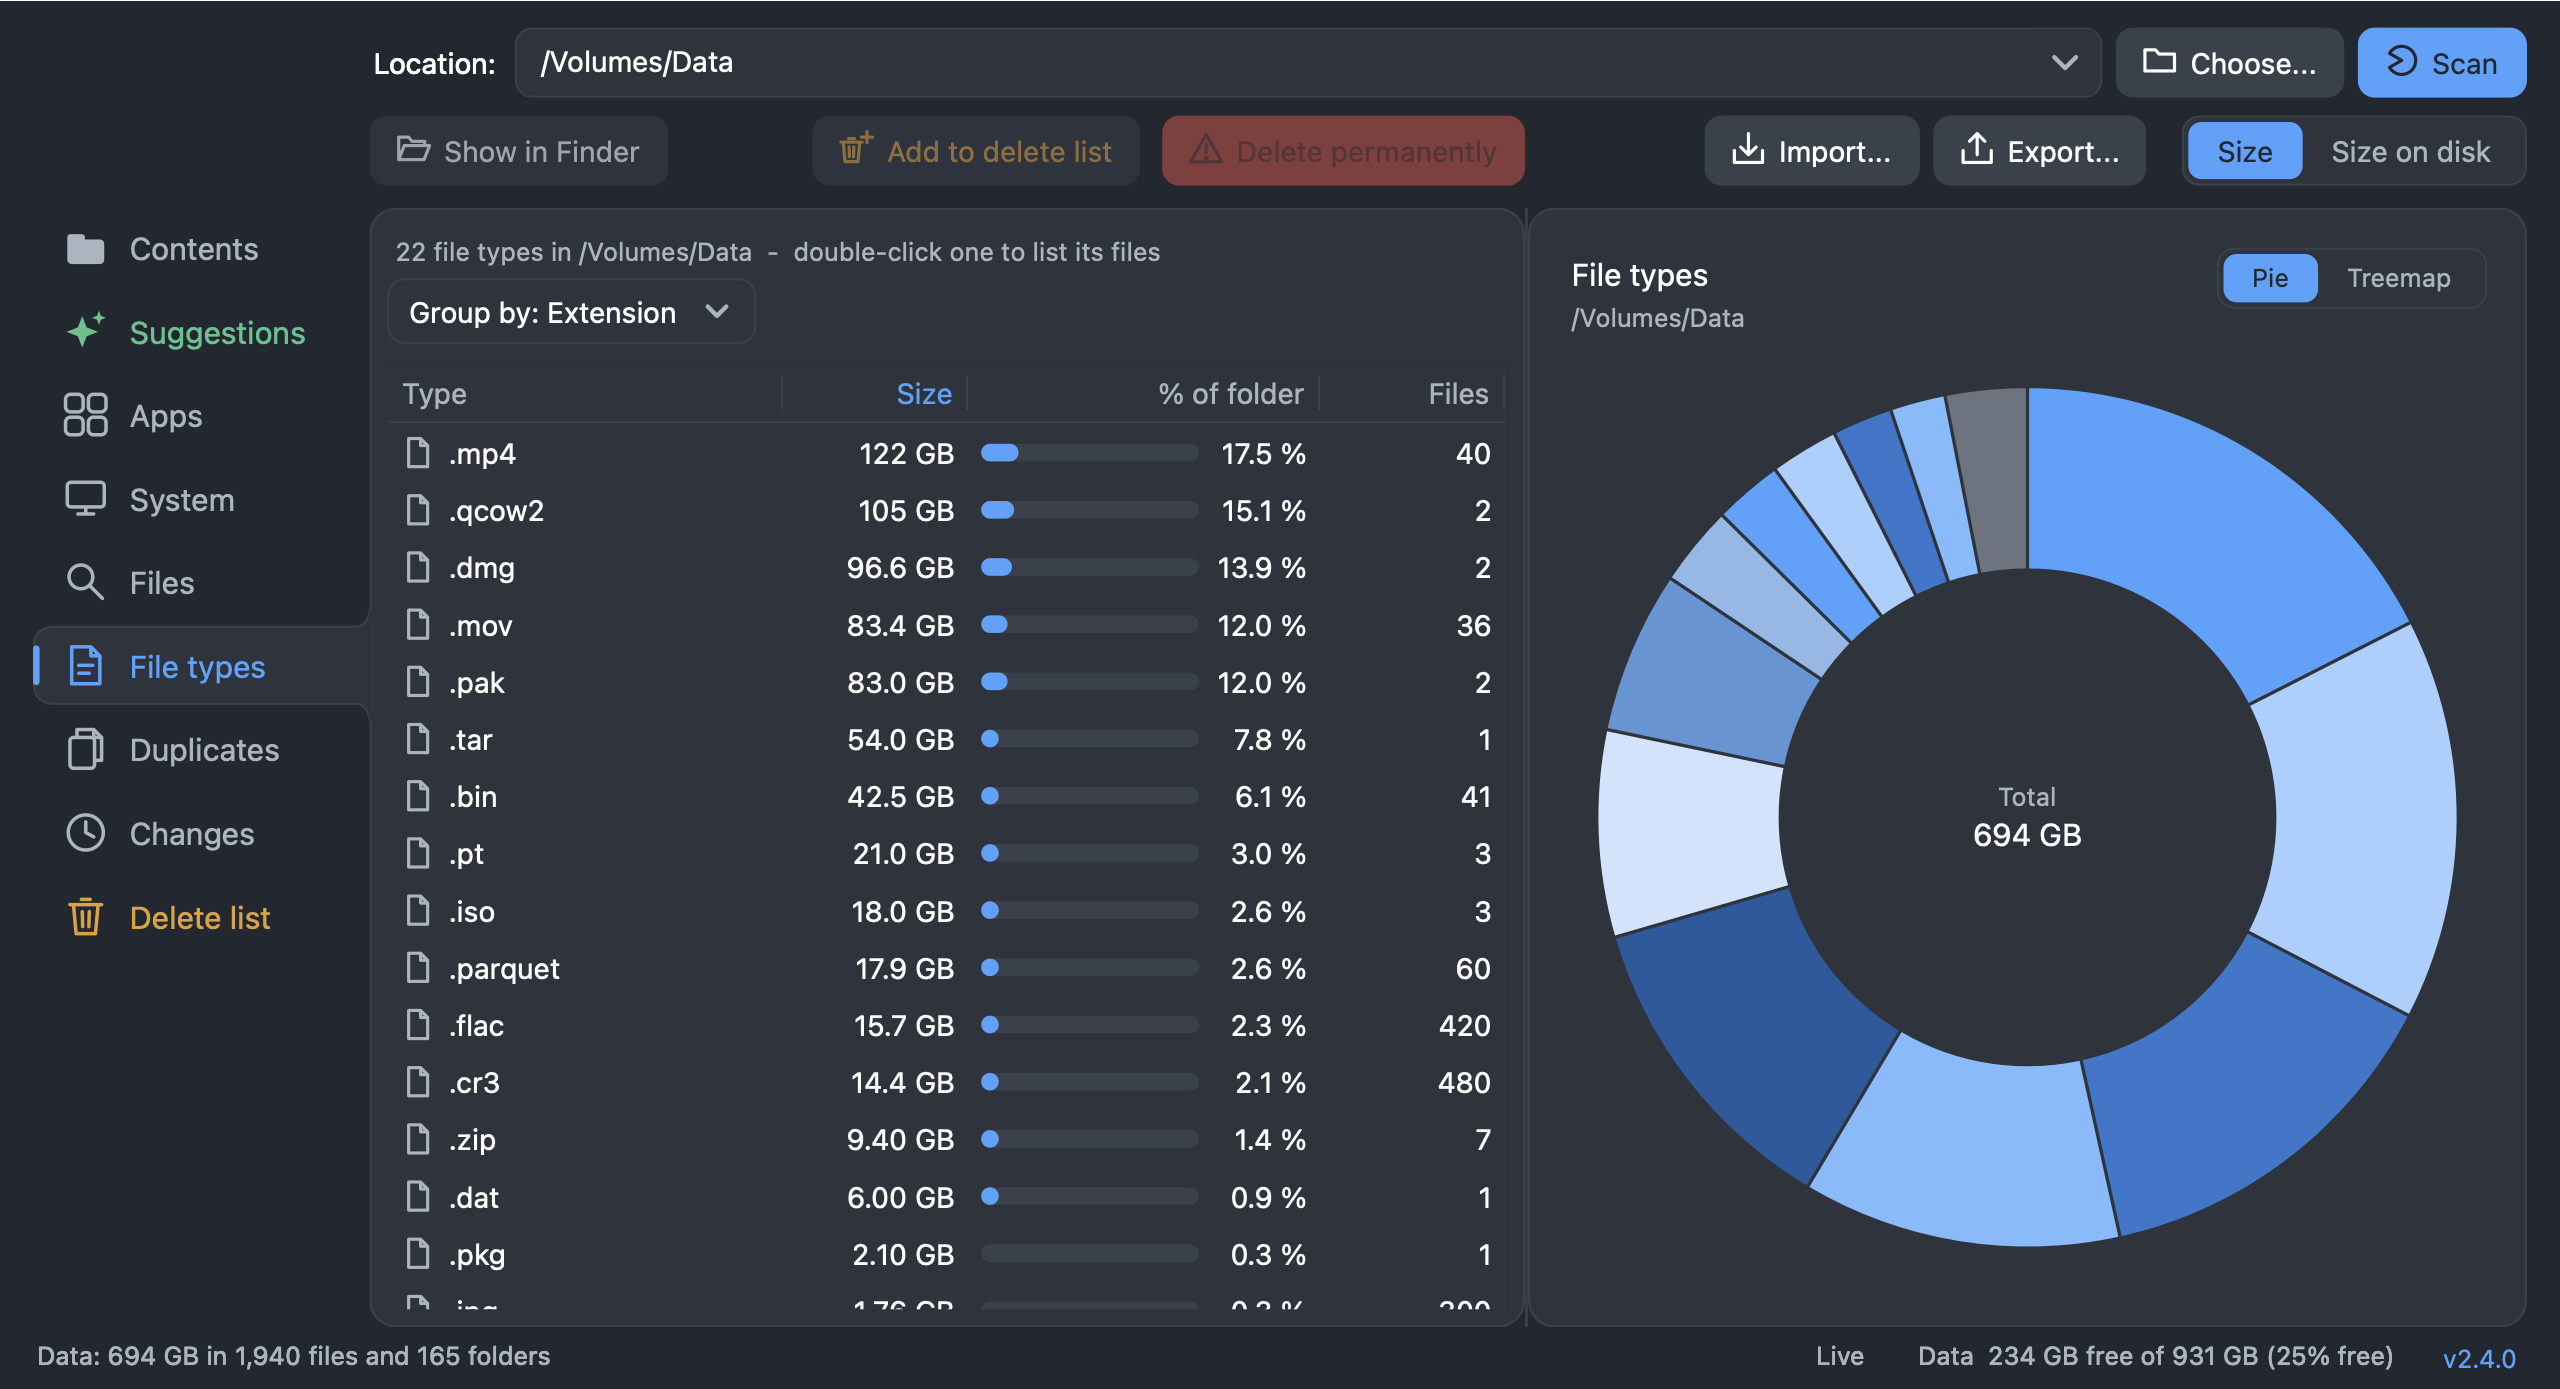 Location: /Volumes/Data Choose... Scan
Show in Finder Add to delete list Delete permanently Import... Export... Size Size on disk
Contents
Suggestions
Apps
System
Files
File types
Duplicates
Changes
Delete list
22 file types in /Volumes/Data - double-click one to list its files
Group by: Extension
Type Size % of folder Files
.mp4 122 GB 17.5 % 40
.qcow2 105 GB 15.1 % 2
.dmg 96.6 GB 13.9 % 2
.mov 83.4 GB 12.0 % 36
.pak 83.0 GB 12.0 % 2
.tar 54.0 GB 7.8 % 1
.bin 42.5 GB 6.1 % 41
.pt 21.0 GB 3.0 % 3
.iso 18.0 GB 2.6 % 3
.parquet 17.9 GB 2.6 % 60
.flac 15.7 GB 2.3 % 420
.cr3 14.4 GB 2.1 % 480
.zip 9.40 GB 1.4 % 7
.dat 6.00 GB 0.9 % 1
.pkg 2.10 GB 0.3 % 1
File types
/Volumes/Data
Pie Treemap
Total
694 GB
Data: 694 GB in 1,940 files and 165 folders
Live Data 234 GB free of 931 GB (25% free) v2.4.0